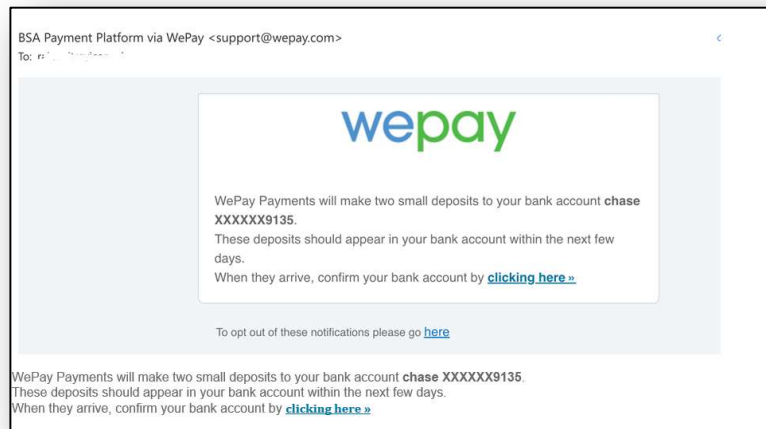 BSA Payment Platform via WePay <support@wepay.com>
To:
wepay
WePay Payments will make two small deposits to your bank account chase
XXXXXX9135.
These deposits should appear in your bank account within the next few
days.
When they arrive, confirm your bank account by clicking here »
To opt out of these notifications please go here
WePay Payments will make two small deposits to your bank account chase XXXXXX9135.
These deposits should appear in your bank account within the next few days.
When they arrive, confirm your bank account by clicking here »